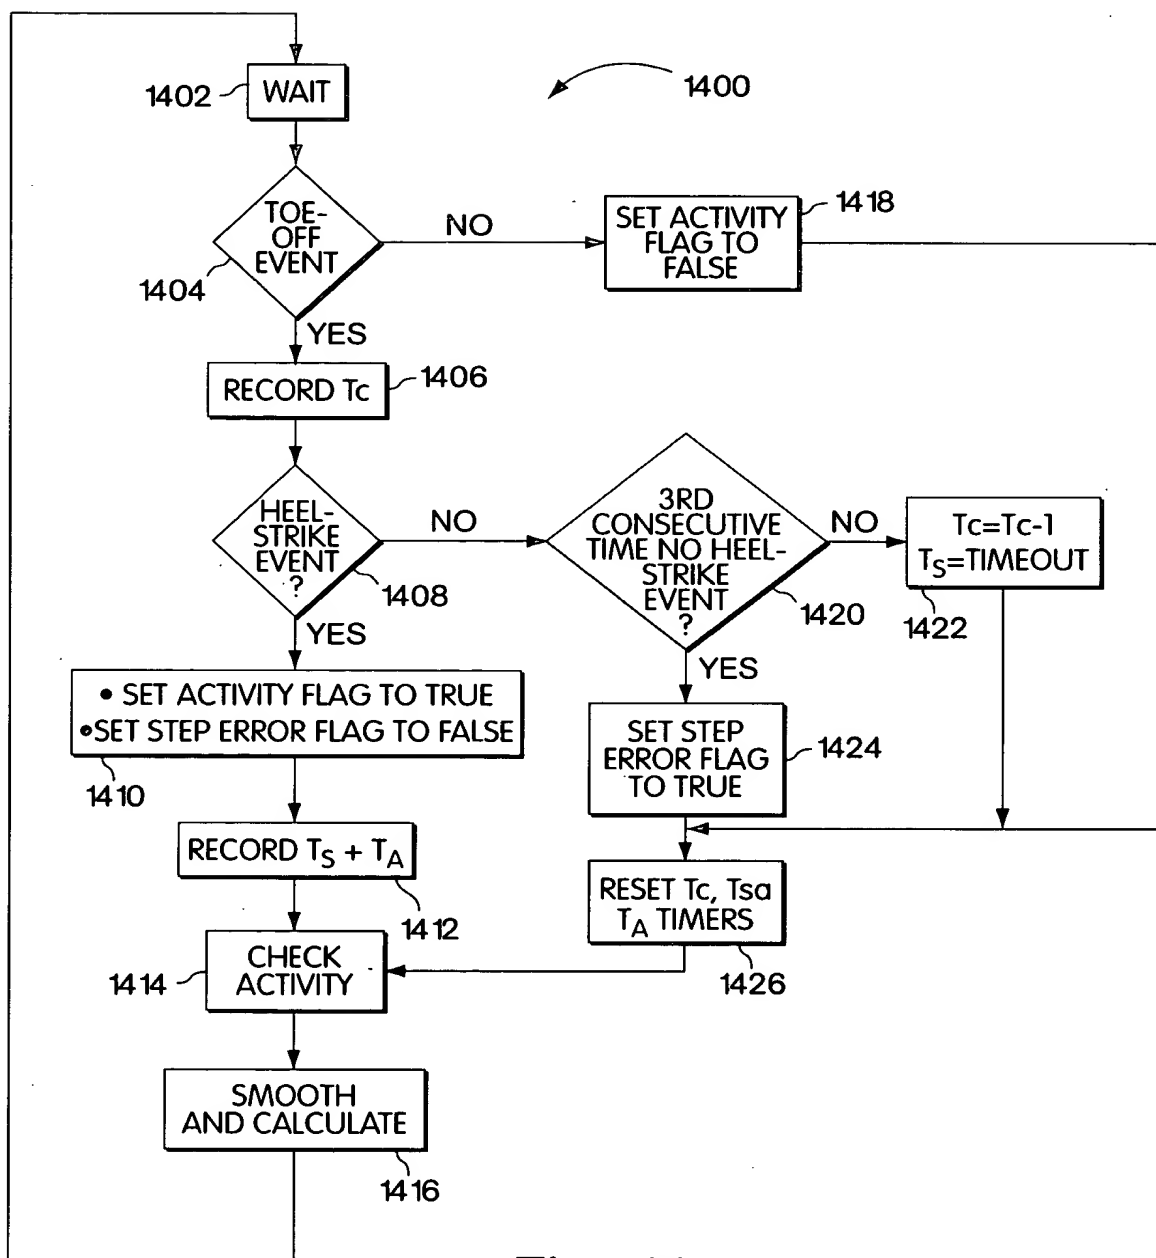 1400
1402
WAIT
TOE-
OFF
EVENT
1404
NO
SET ACTIVITY
FLAG TO
FALSE
1418
YES
RECORD Tc
1406
HEEL-
STRIKE
EVENT
?
1408
NO
3RD
CONSECUTIVE
TIME NO HEEL-
STRIKE
EVENT
?
1420
NO
Tc=Tc-1
TS=TIMEOUT
1422
YES
• SET ACTIVITY FLAG TO TRUE
•SET STEP ERROR FLAG TO FALSE
1410
YES
SET STEP
ERROR FLAG
TO TRUE
1424
RECORD TS + TA
1412
RESET Tc, Tsa
TA TIMERS
1426
CHECK
ACTIVITY
1414
SMOOTH
AND CALCULATE
1416